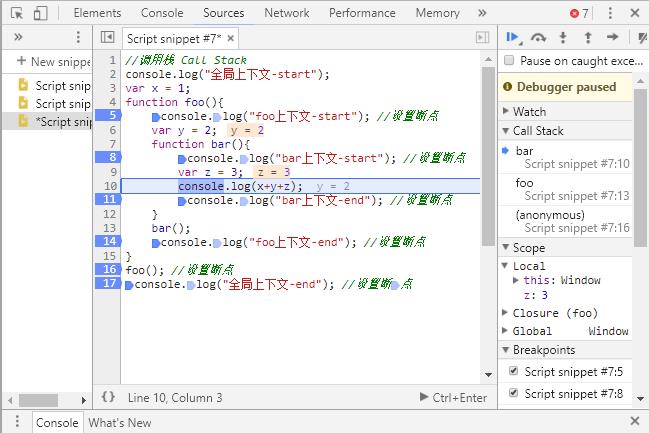 Elements Console Sources Network Performance Memory » 7
» Script snippet #7* ×
+ New snippe
Script snip
Script snip
*Script snip
1 //调用栈 Call Stack
2 console.log("全局上下文-start");
3 var x = 1;
4 function foo(){
5 console.log("foo上下文-start"); //设置断点
6 var y = 2; y = 2
7 function bar(){
8 console.log("bar上下文-start"); //设置断点
9 var z = 3; z = 3
10 console.log(x+y+z); y = 2
11 console.log("bar上下文-end"); //设置断点
12 }
13 bar();
14 console.log("foo上下文-end"); //设置断点
15 }
16 foo(); //设置断点
17 console.log("全局上下文-end"); //设置断点
{} Line 10, Column 3 Ctrl+Enter
Pause on caught exce...
Debugger paused
Watch
Call Stack
bar
Script snippet #7:10
foo
Script snippet #7:13
(anonymous)
Script snippet #7:16
Scope
Local
this: Window
z: 3
Closure (foo)
Global Window
Breakpoints
Script snippet #7:5
Script snippet #7:8
Console What's New